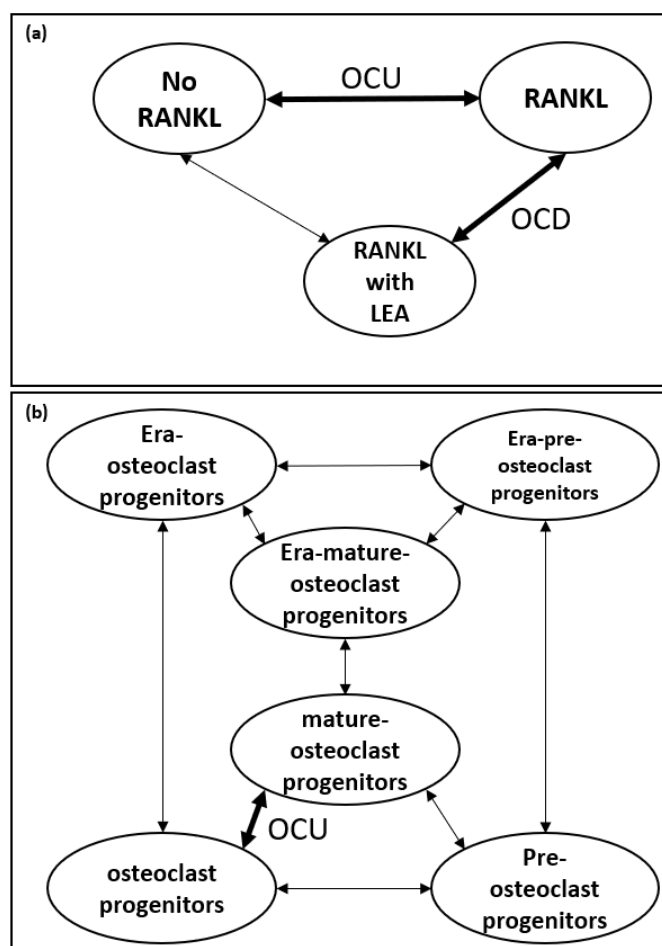 (a)
No
RANKL
OCU
RANKL
OCD
RANKL
with
LEA
(b)
Era-
osteoclast
progenitors
Era-pre-
osteoclast
progenitors
Era-mature-
osteoclast
progenitors
mature-
osteoclast
progenitors
OCU
osteoclast
progenitors
Pre-
osteoclast
progenitors